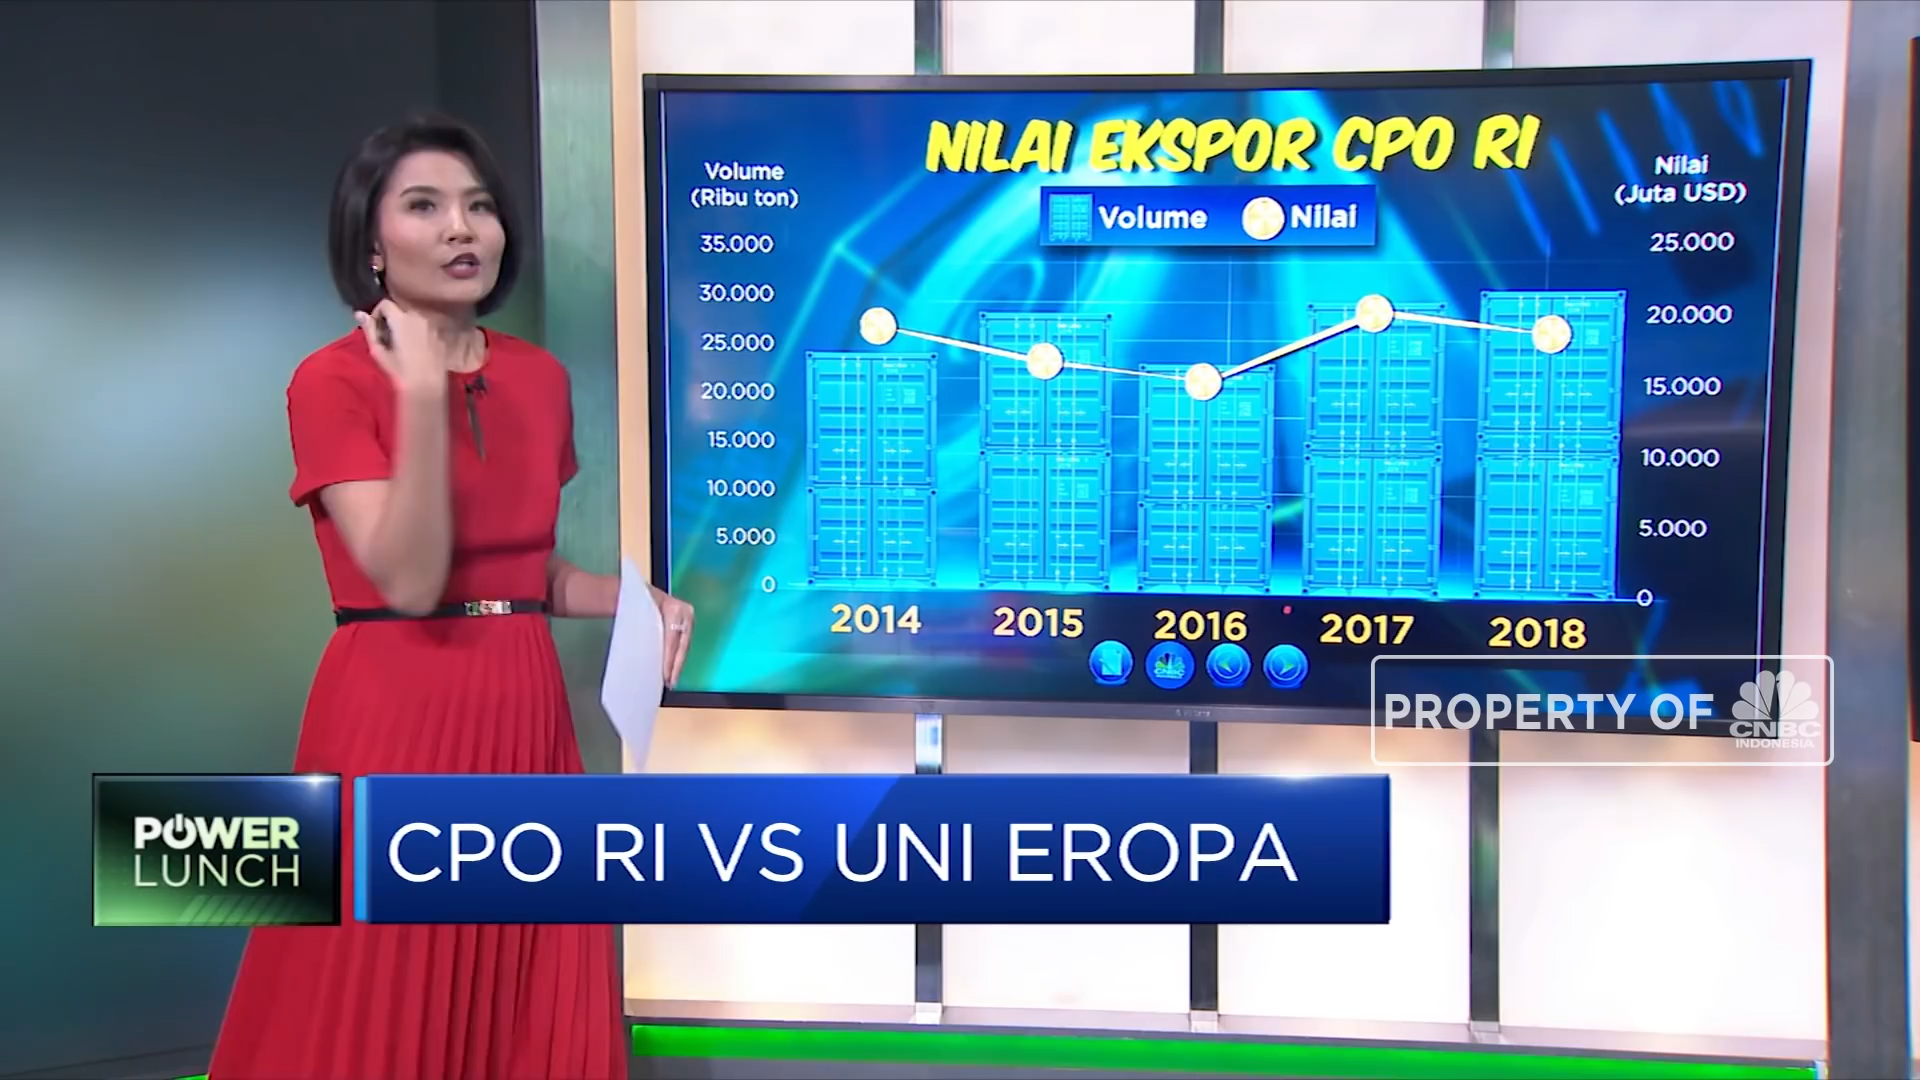 NILAI EKSPOR CPO RI
Volume
(Ribu ton)
Nilai
(Juta USD)
Volume
Nilai
35.000
30.000
25.000
20.000
15.000
10.000
5.000
0
25.000
20.000
15.000
10.000
5.000
0
2014
2015
2016
2017
2018
CNBC
PROPERTY OF
CNBC
INDONESIA
POWER
LUNCH
CPO RI VS UNI EROPA